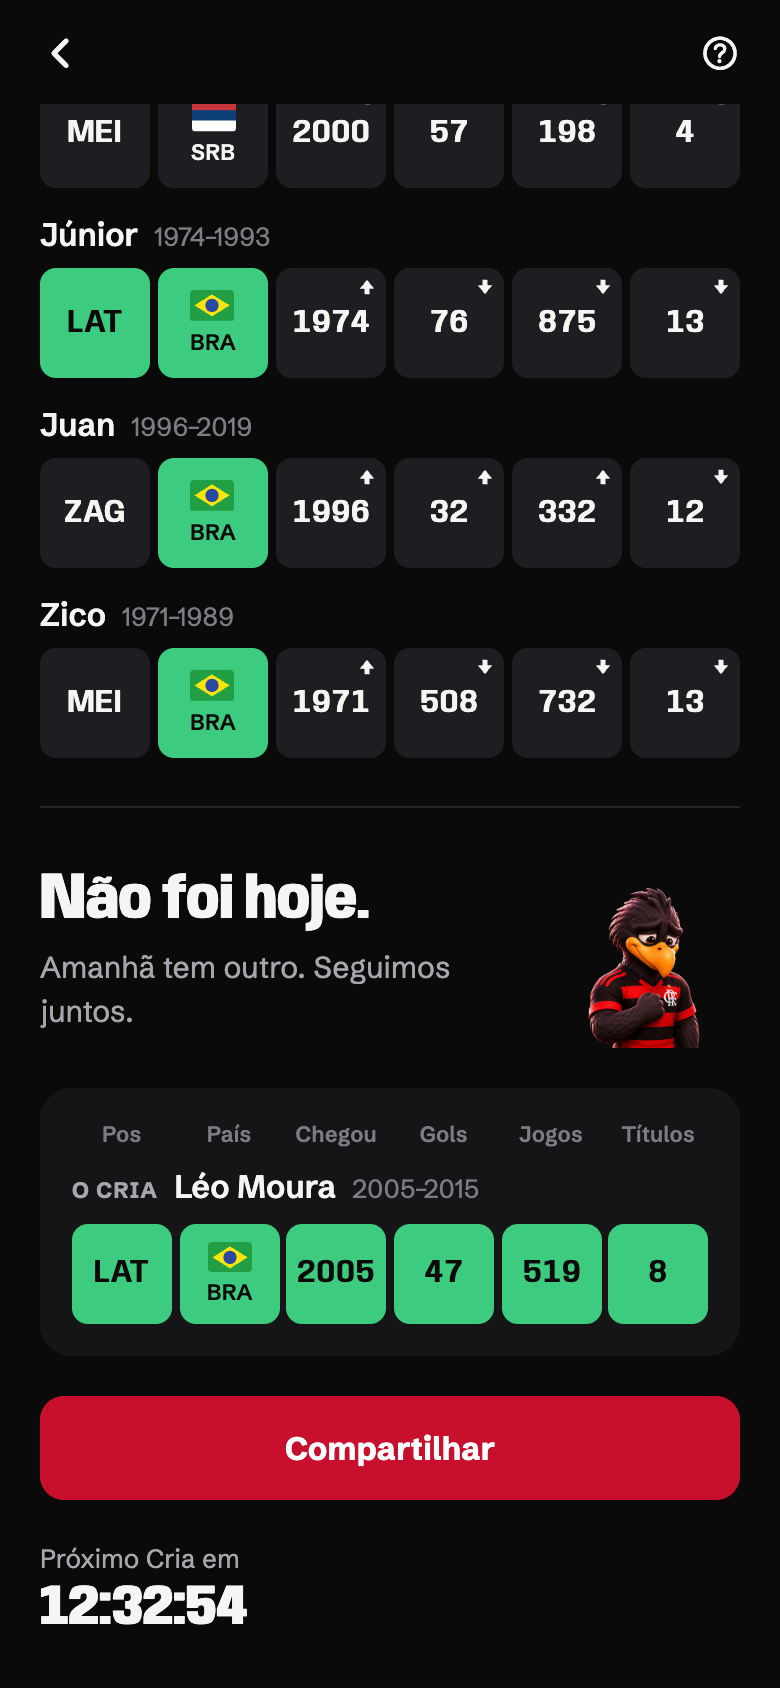 MEI SRB 2000 57 198 4
Júnior 1974-1993
LAT BRA 1974 76 875 13
Juan 1996-2019
ZAG BRA 1996 32 332 12
Zico 1971-1989
MEI BRA 1971 508 732 13
Não foi hoje.
Amanhã tem outro. Seguimos
juntos.
Pos País Chegou Gols Jogos Títulos
O CRIA Léo Moura 2005-2015
LAT BRA 2005 47 519 8
Compartilhar
Próximo Cria em
12:32:54